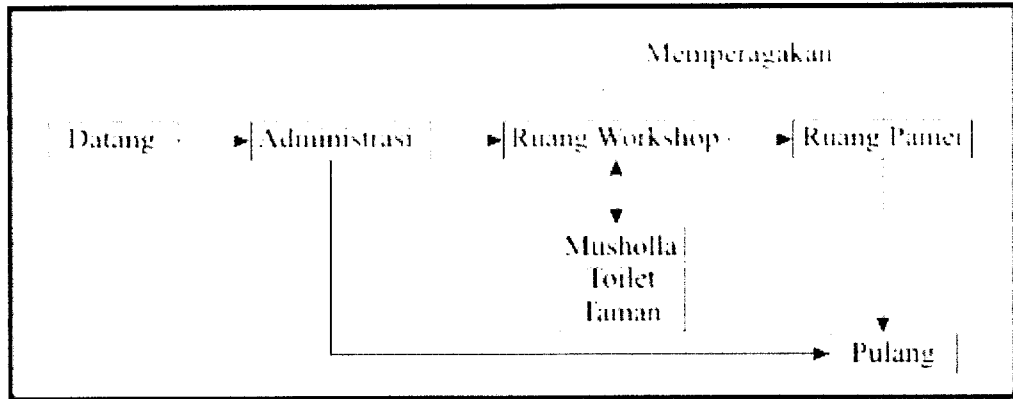 Memperagakan
Datang
Administrasi
Ruang Workshop
Ruang Pamer
Musholla
Toilet
Taman
Pulang